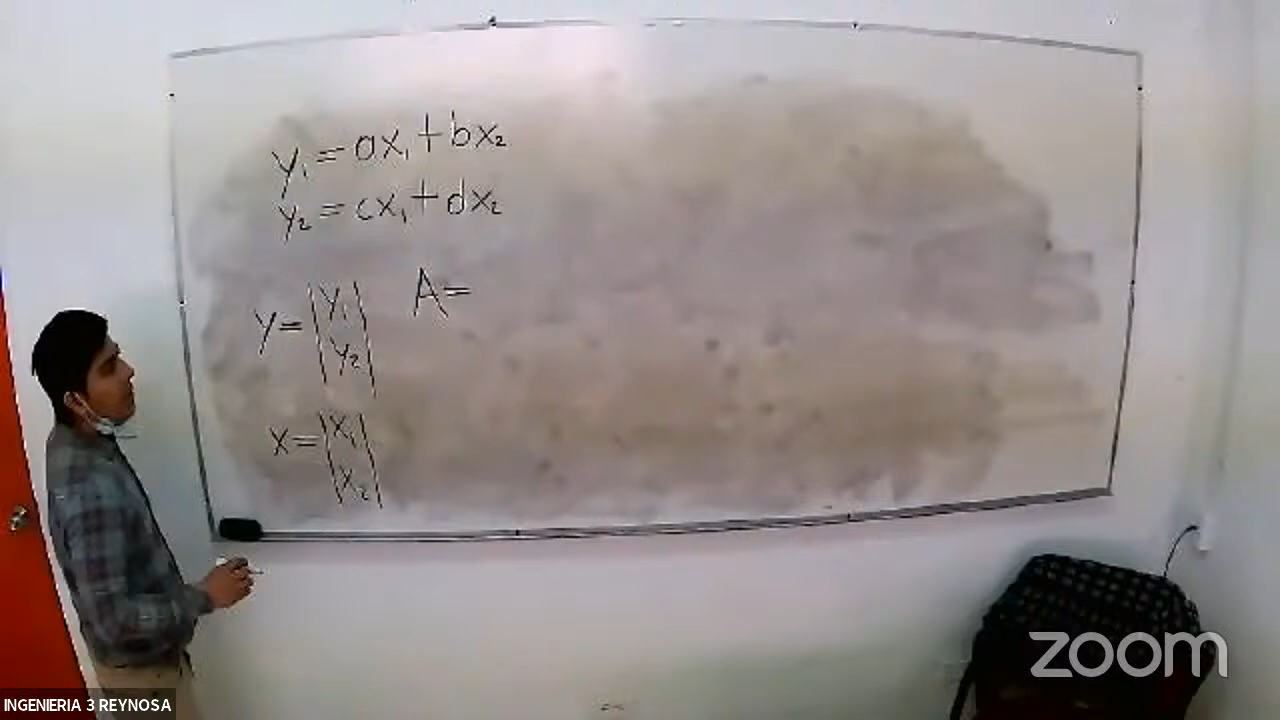 y₁=ax₁+bx₂
y₂=cx₁+dx₂
A=
y=|y₁|
|y₂|
x=|x₁|
|x₂|
zoom
INGENIERIA 3 REYNOSA